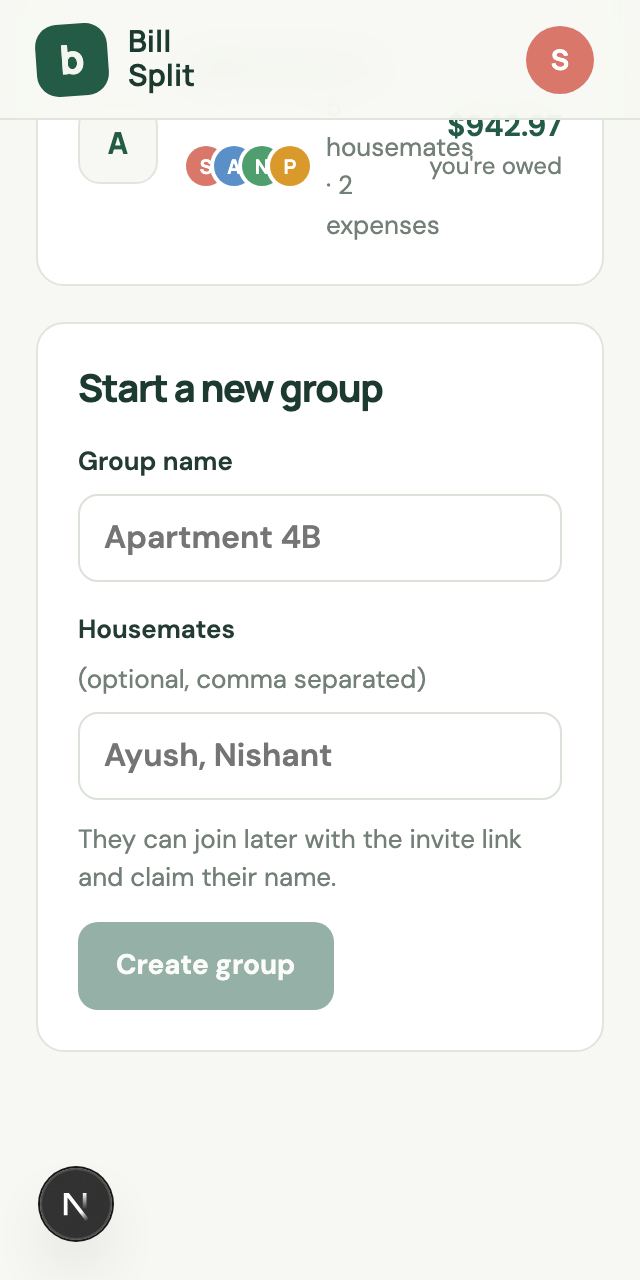 b
Bill
Split
S
$942.97
A
S A N P
housemates
you're owed
· 2
expenses
Start a new group
Group name
Apartment 4B
Housemates
(optional, comma separated)
Ayush, Nishant
They can join later with the invite link
and claim their name.
Create group
N